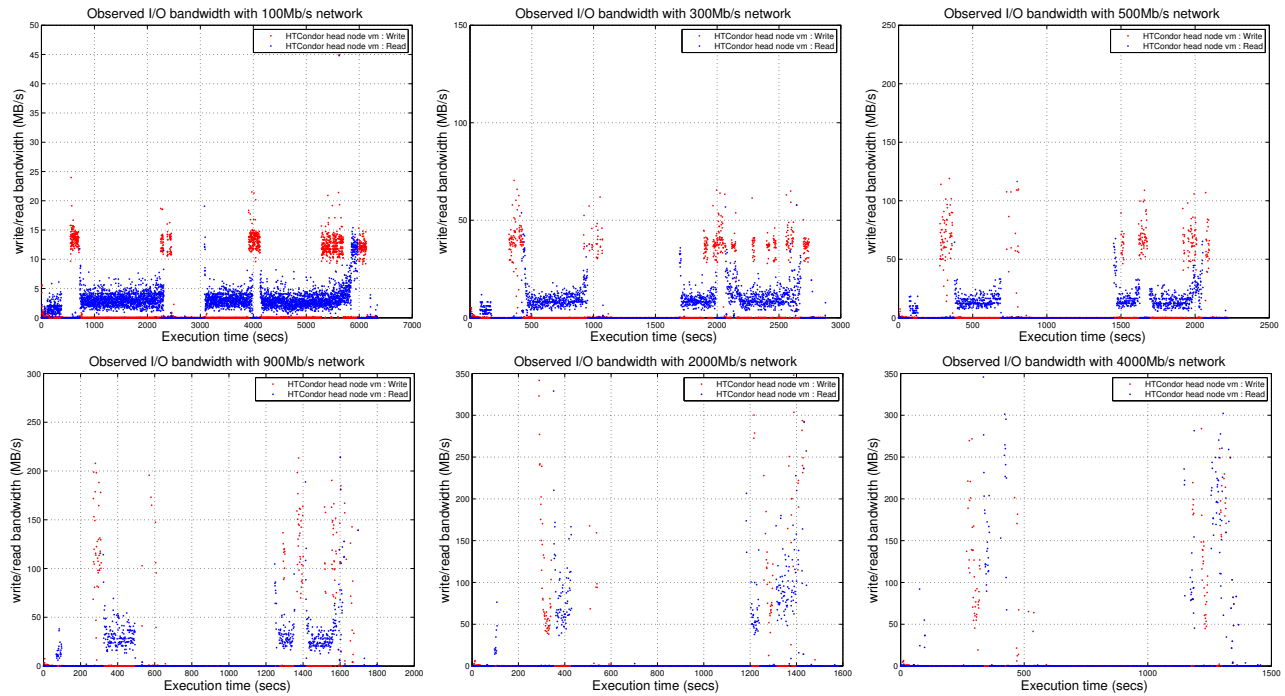 Observed I/O bandwidth with 100Mb/s network
HTCondor head node vm : Write
HTCondor head node vm : Read
write/read bandwidth (MB/s)
50
45
40
35
30
25
20
15
10
5
0
0 1000 2000 3000 4000 5000 6000 7000
Execution time (secs)
Observed I/O bandwidth with 300Mb/s network
HTCondor head node vm : Write
HTCondor head node vm : Read
write/read bandwidth (MB/s)
150
100
50
0
0 500 1000 1500 2000 2500 3000
Execution time (secs)
Observed I/O bandwidth with 500Mb/s network
HTCondor head node vm : Write
HTCondor head node vm : Read
write/read bandwidth (MB/s)
250
200
150
100
50
0
0 500 1000 1500 2000 2500
Execution time (secs)
Observed I/O bandwidth with 900Mb/s network
HTCondor head node vm : Write
HTCondor head node vm : Read
write/read bandwidth (MB/s)
300
250
200
150
100
50
0
0 200 400 600 800 1000 1200 1400 1600 1800 2000
Execution time (secs)
Observed I/O bandwidth with 2000Mb/s network
HTCondor head node vm : Write
HTCondor head node vm : Read
write/read bandwidth (MB/s)
350
300
250
200
150
100
50
0
0 200 400 600 800 1000 1200 1400 1600
Execution time (secs)
Observed I/O bandwidth with 4000Mb/s network
HTCondor head node vm : Write
HTCondor head node vm : Read
write/read bandwidth (MB/s)
350
300
250
200
150
100
50
0
0 500 1000 1500
Execution time (secs)